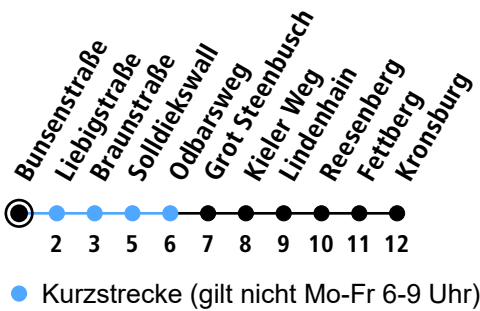 Bunsenstraße
Liebigstraße
Braunstraße
Solldiekswall
Odbarsweg
Grot Steenbusch
Kieler Weg
Lindenhain
Reesenberg
Fettberg
Kronsburg
2 3 5 6 7 8 9 10 11 12
Kurzstrecke (gilt nicht Mo-Fr 6-9 Uhr)